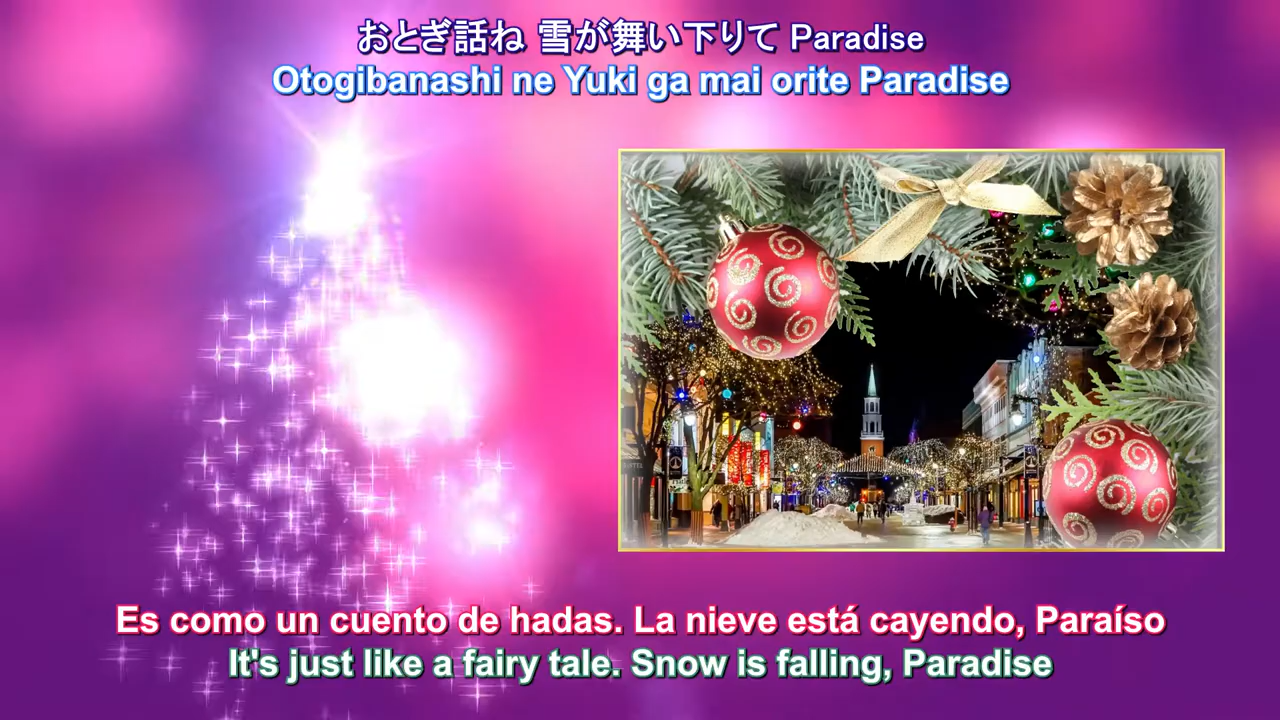 おとぎ話ね 雪が舞い下りて Paradise
Otogibanashi ne Yuki ga mai orite Paradise
Es como un cuento de hadas. La nieve está cayendo, Paraíso
It's just like a fairy tale. Snow is falling, Paradise